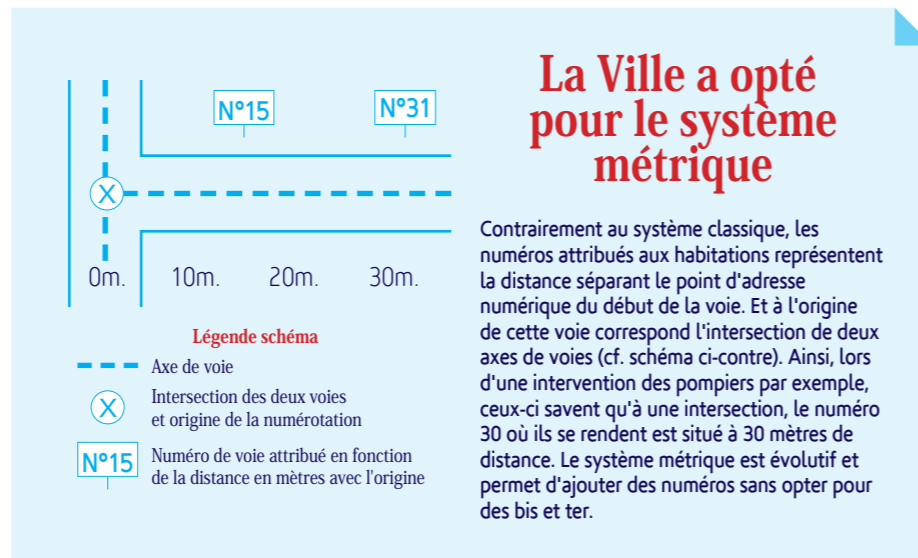 N°15
N°31
X
0m.
10m.
20m.
30m.
Légende schéma
Axe de voie
X
Intersection des deux voies
et origine de la numérotation
N°15
Numéro de voie attribué en fonction
de la distance en mètres avec l'origine
La Ville a opté
pour le système
métrique
Contrairement au système classique, les
numéros attribués aux habitations représentent
la distance séparant le point d'adresse
numérique du début de la voie. Et à l'origine
de cette voie correspond l'intersection de deux
axes de voies (cf. schéma ci-contre). Ainsi, lors
d'une intervention des pompiers par exemple,
ceux-ci savent qu'à une intersection, le numéro
30 où ils se rendent est situé à 30 mètres de
distance. Le système métrique est évolutif et
permet d'ajouter des numéros sans opter pour
des bis et ter.